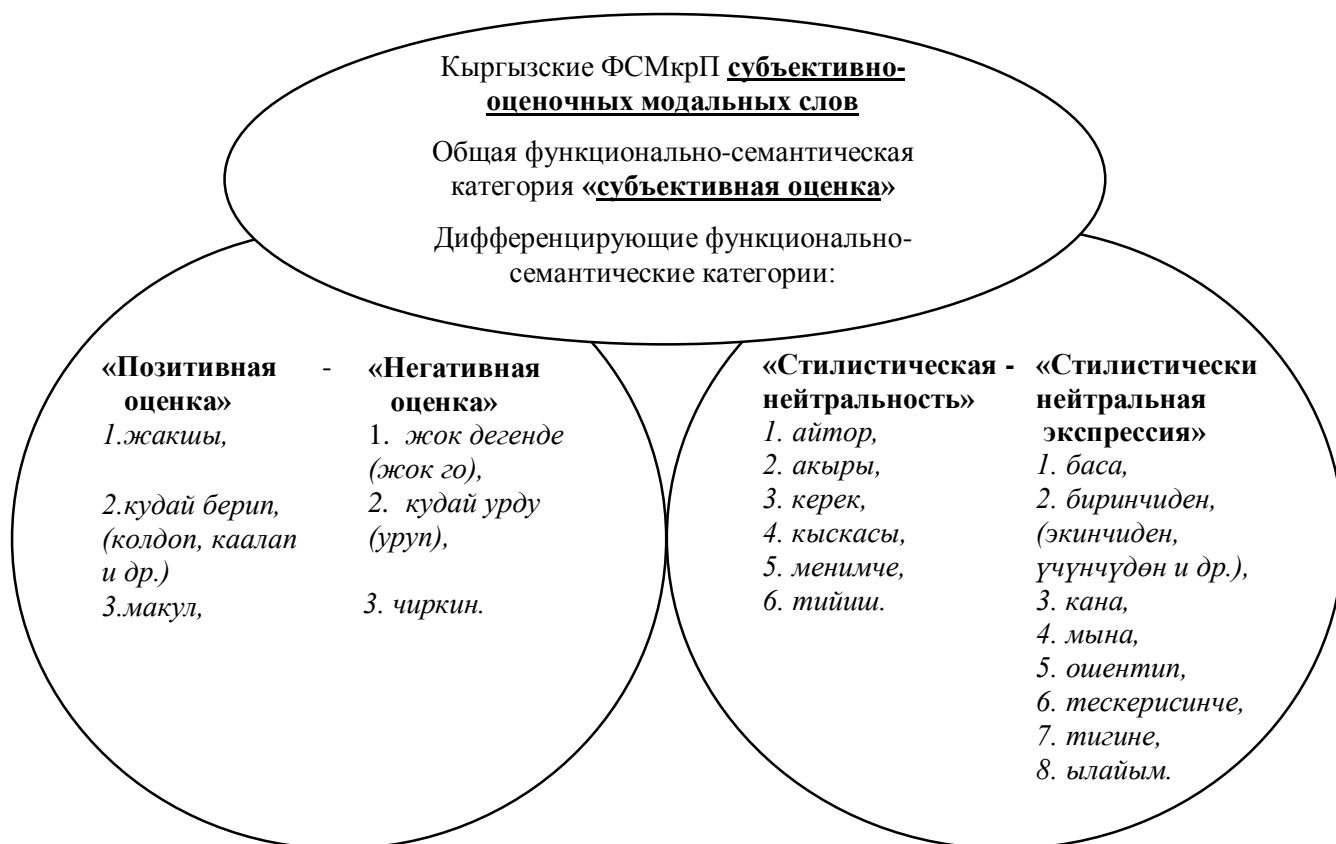 Кыргызские ФСМкрП субъективно-
оценочных модальных слов
Общая функционально-семантическая
категория «субъективная оценка»
Дифференцирующие функционально-
семантические категории:
«Позитивная -
оценка»
1.жакшы,
2.кудай берип,
(колдоп, каалап
и др.)
3.макул,
«Негативная
оценка»
1. жок дегенде
(жок го),
2. кудай урду
(уруп),
3. чиркин.
«Стилистическая -
нейтральность»
1. айтор,
2. акыры,
3. керек,
4. кыскасы,
5. менимче,
6. тийиш.
«Стилистически
нейтральная
экспрессия»
1. баса,
2. биринчиден,
(экинчиден,
үчүнчүдөн и др.),
3. кана,
4. мына,
5. ошентип,
6. тескерисинче,
7. тигине,
8. ылайым.